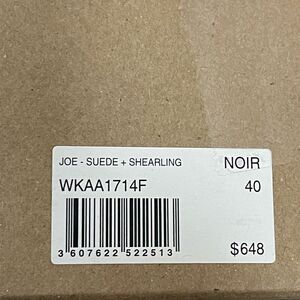 JOE - SUEDE + SHEARLING NOIR
WKAA1714F 40
3 607622 522513
$648